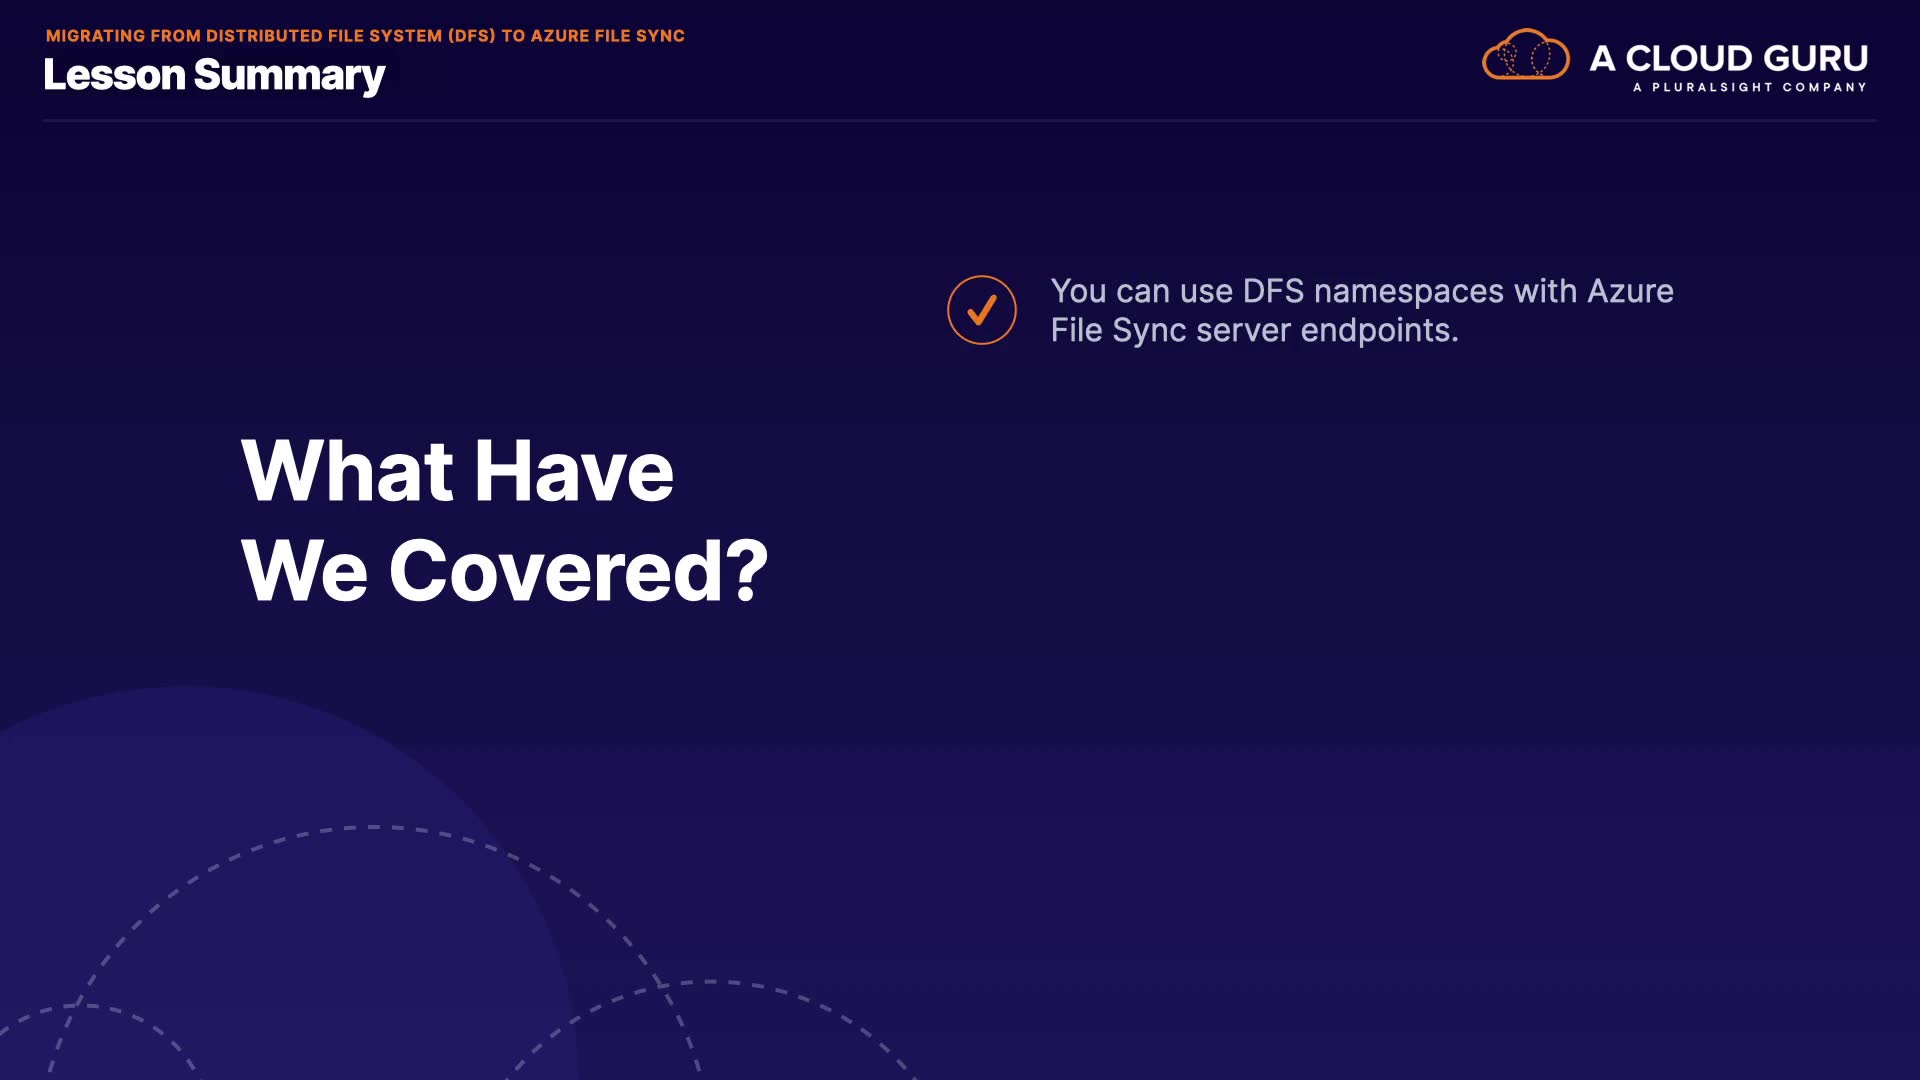 MIGRATING FROM DISTRIBUTED FILE SYSTEM (DFS) TO AZURE FILE SYNC
Lesson Summary
A CLOUD GURU
A PLURALSIGHT COMPANY
You can use DFS namespaces with Azure
File Sync server endpoints.
What Have
We Covered?